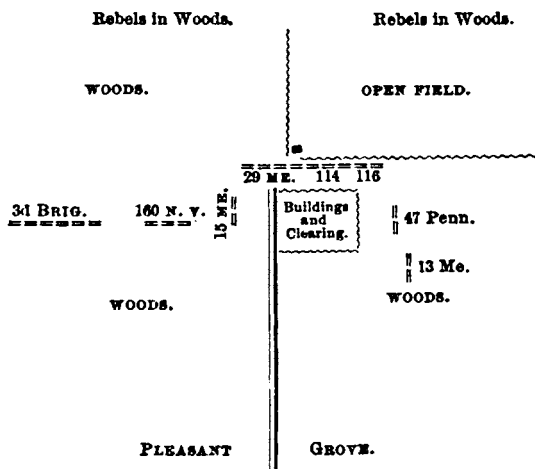 Rebels in Woods. Rebels in Woods.
WOODS. OPEN FIELD.
29 ME. 114 116
3d BRIG. 160 N. Y. 15 ME. Buildings
and
Clearing. 47 Penn.
13 Me.
WOODS. WOODS.
PLEASANT GROVE.